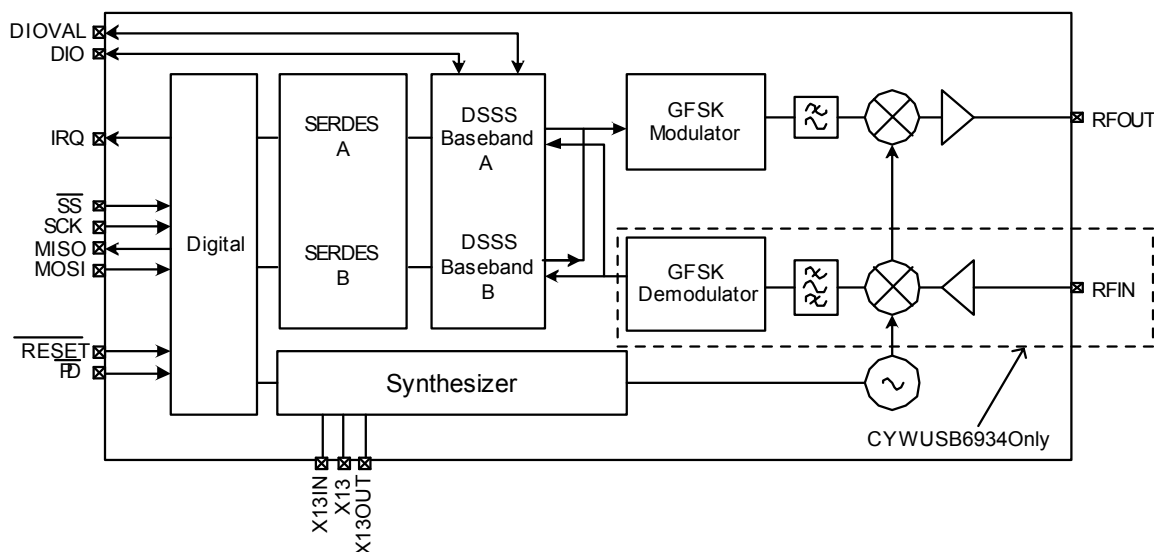 DIOVAL
DIO
IRQ
SS
SCK
MISO
MOSI
RESET
PD
Digital
SERDES
A
SERDES
B
DSSS
Baseband
A
DSSS
Baseband
B
GFSK
Modulator
GFSK
Demodulator
RFOUT
RFIN
Synthesizer
CYWUSB6934Only
X13IN
X13
X13OUT